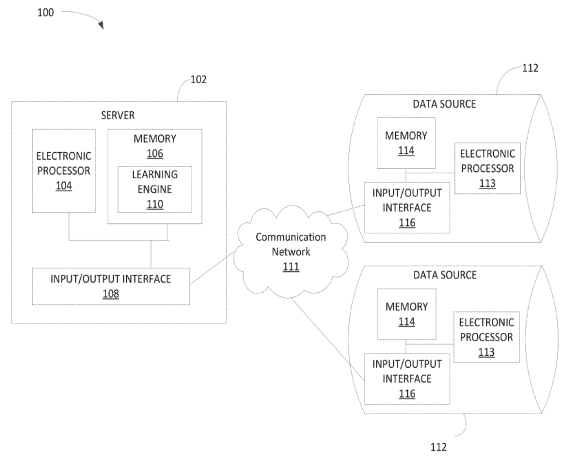 100
102
SERVER
ELECTRONIC
PROCESSOR
104
MEMORY
106
LEARNING
ENGINE
110
INPUT/OUTPUT INTERFACE
108
Communication
Network
111
112
DATA SOURCE
MEMORY
114
ELECTRONIC
PROCESSOR
113
INPUT/OUTPUT
INTERFACE
116
DATA SOURCE
MEMORY
114
ELECTRONIC
PROCESSOR
113
INPUT/OUTPUT
INTERFACE
116
112